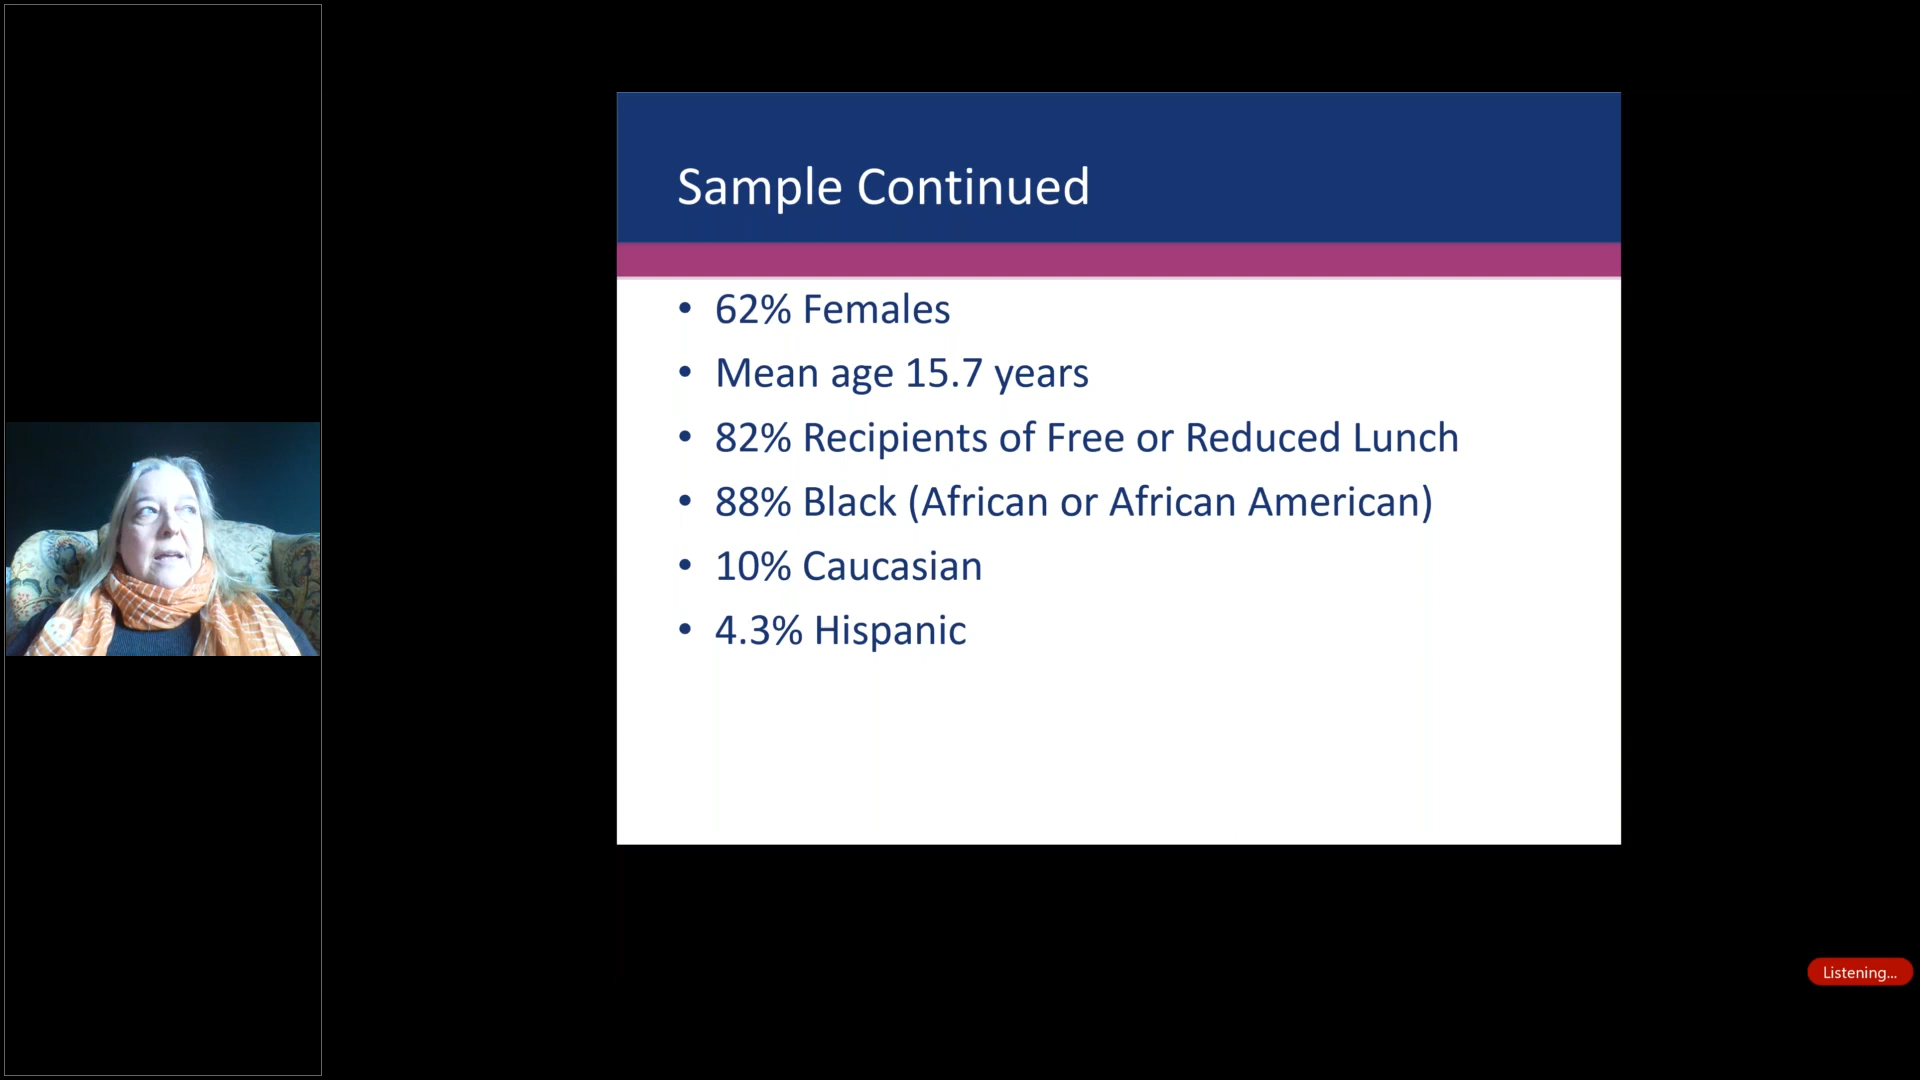 Sample Continued
• 62% Females
• Mean age 15.7 years
• 82% Recipients of Free or Reduced Lunch
• 88% Black (African or African American)
• 10% Caucasian
• 4.3% Hispanic
Listening...